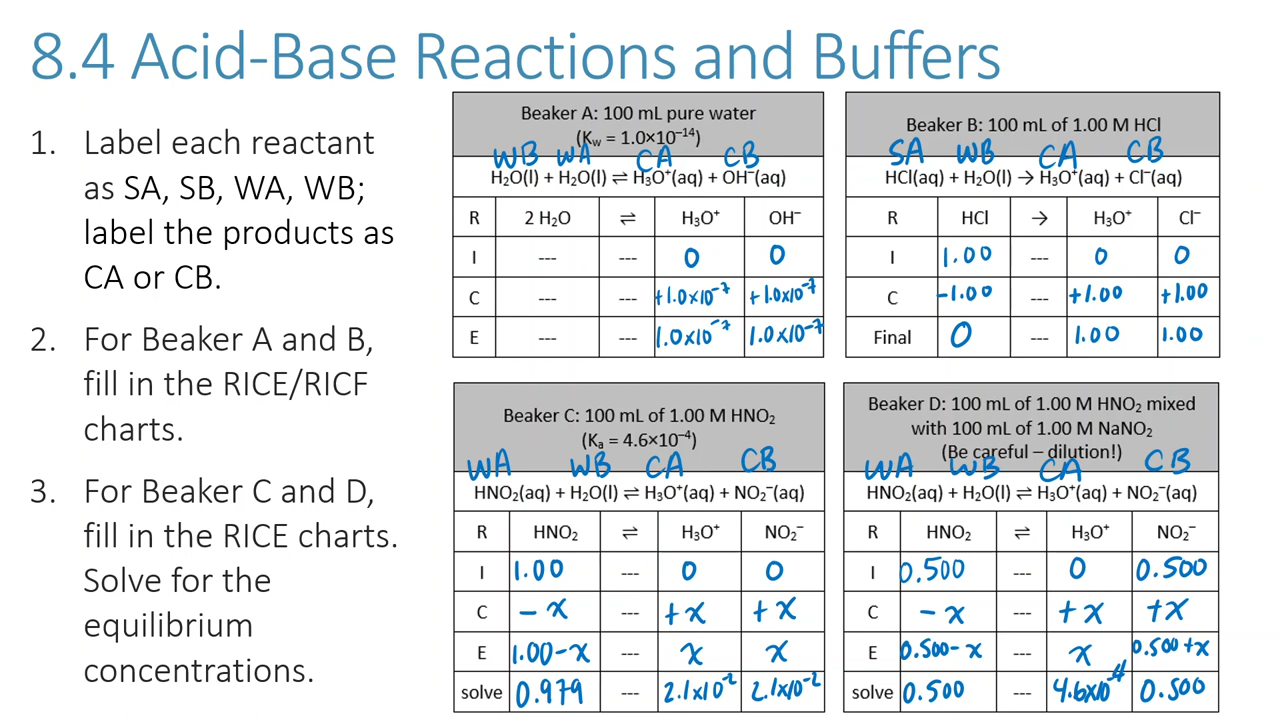 8.4 Acid-Base Reactions and Buffers
1. Label each reactant
as SA, SB, WA, WB;
label the products as
CA or CB.
2. For Beaker A and B,
fill in the RICE/RICF
charts.
3. For Beaker C and D,
fill in the RICE charts.
Solve for the
equilibrium
concentrations.
Beaker A: 100 mL pure water
(Kw = 1.0×10⁻¹⁴)
WB WA CA CB
H₂O(l) + H₂O(l) ⇌ H₃O⁺(aq) + OH⁻(aq)
R 2 H₂O ⇌ H₃O⁺ OH⁻
I --- --- 0 0
C --- --- +1.0×10⁻⁷ +1.0×10⁻⁷
E --- --- 1.0×10⁻⁷ 1.0×10⁻⁷
Beaker B: 100 mL of 1.00 M HCl
SA WB CA CB
HCl(aq) + H₂O(l) → H₃O⁺(aq) + Cl⁻(aq)
R HCl → H₃O⁺ Cl⁻
I 1.00 --- 0 0
C -1.00 --- +1.00 +1.00
Final 0 --- 1.00 1.00
Beaker C: 100 mL of 1.00 M HNO₂
(Ka = 4.6×10⁻⁴)
WA WB CA CB
HNO₂(aq) + H₂O(l) ⇌ H₃O⁺(aq) + NO₂⁻(aq)
R HNO₂ ⇌ H₃O⁺ NO₂⁻
I 1.00 --- 0 0
C - x --- + x + x
E 1.00 - x --- x x
solve 0.979 --- 2.1×10⁻² 2.1×10⁻²
Beaker D: 100 mL of 1.00 M HNO₂ mixed
with 100 mL of 1.00 M NaNO₂
(Be careful – dilution!)
WA WB CA CB
HNO₂(aq) + H₂O(l) ⇌ H₃O⁺(aq) + NO₂⁻(aq)
R HNO₂ ⇌ H₃O⁺ NO₂⁻
I 0.500 --- 0 0.500
C - x --- + x + x
E 0.500 - x --- x 0.500 + x
solve 0.500 --- 4.6×10⁻⁴ 0.500